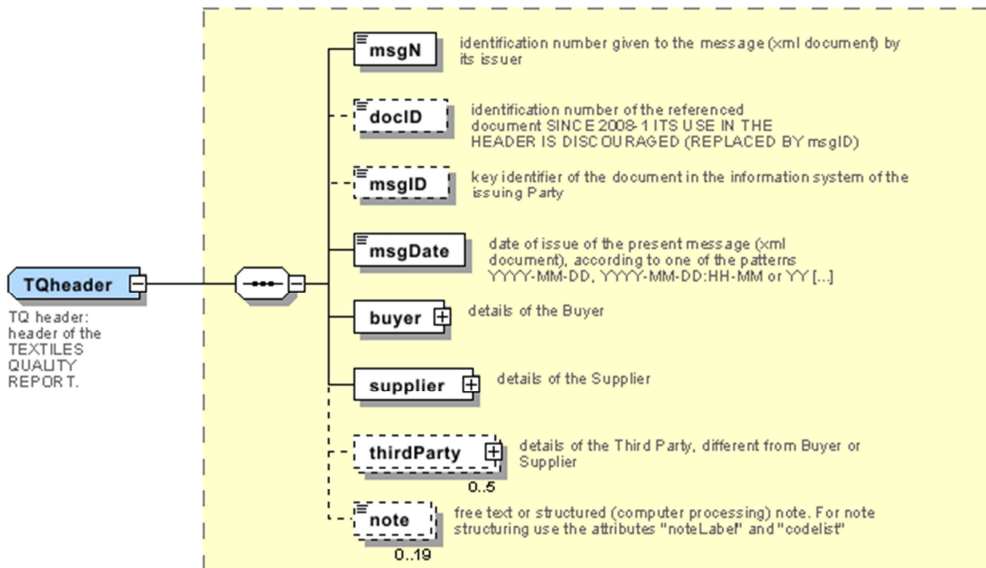 msgN
identification number given to the message (xml document) by
its issuer
docID
identification number of the referenced
document SINCE 2008-1 ITS USE IN THE
HEADER IS DISCOURAGED (REPLACED BY msgID)
msgID
key identifier of the document in the information system of the
issuing Party
msgDate
date of issue of the present message (xml
document), according to one of the patterns
YYYY-MM-DD, YYYY-MM-DD:HH-MM or YY [...]
TQheader
TQ header:
header of the
TEXTILES
QUALITY
REPORT.
buyer
details of the Buyer
supplier
details of the Supplier
thirdParty
details of the Third Party, different from Buyer or
Supplier
0..5
note
free text or structured (computer processing) note. For note
structuring use the attributes "noteLabel" and "codelist"
0..19